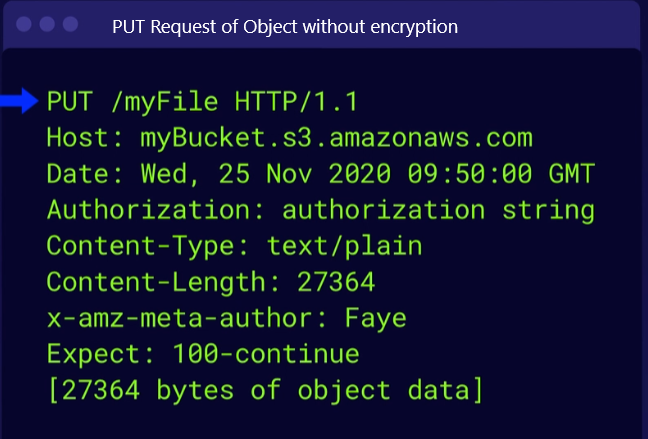 PUT Request of Object without encryption
PUT /myFile HTTP/1.1
Host: myBucket.s3.amazonaws.com
Date: Wed, 25 Nov 2020 09:50:00 GMT
Authorization: authorization string
Content-Type: text/plain
Content-Length: 27364
x-amz-meta-author: Faye
Expect: 100-continue
[27364 bytes of object data]